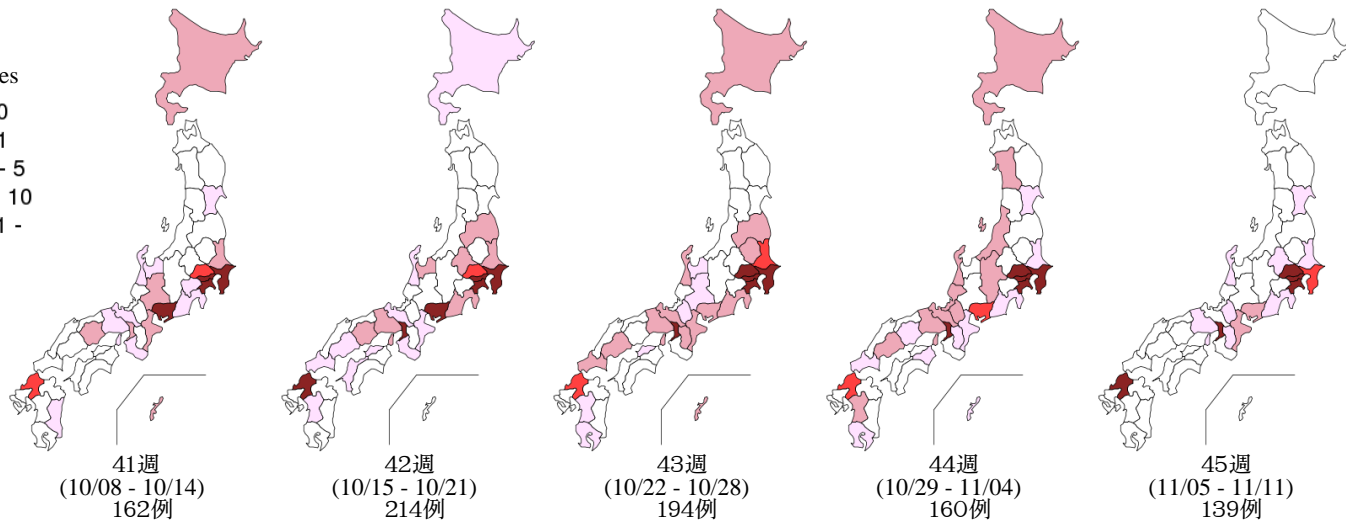 es
0
1
- 5
10
1 -
41週
(10/08 - 10/14)
162例
42週
(10/15 - 10/21)
214例
43週
(10/22 - 10/28)
194例
44週
(10/29 - 11/04)
160例
45週
(11/05 - 11/11)
139例